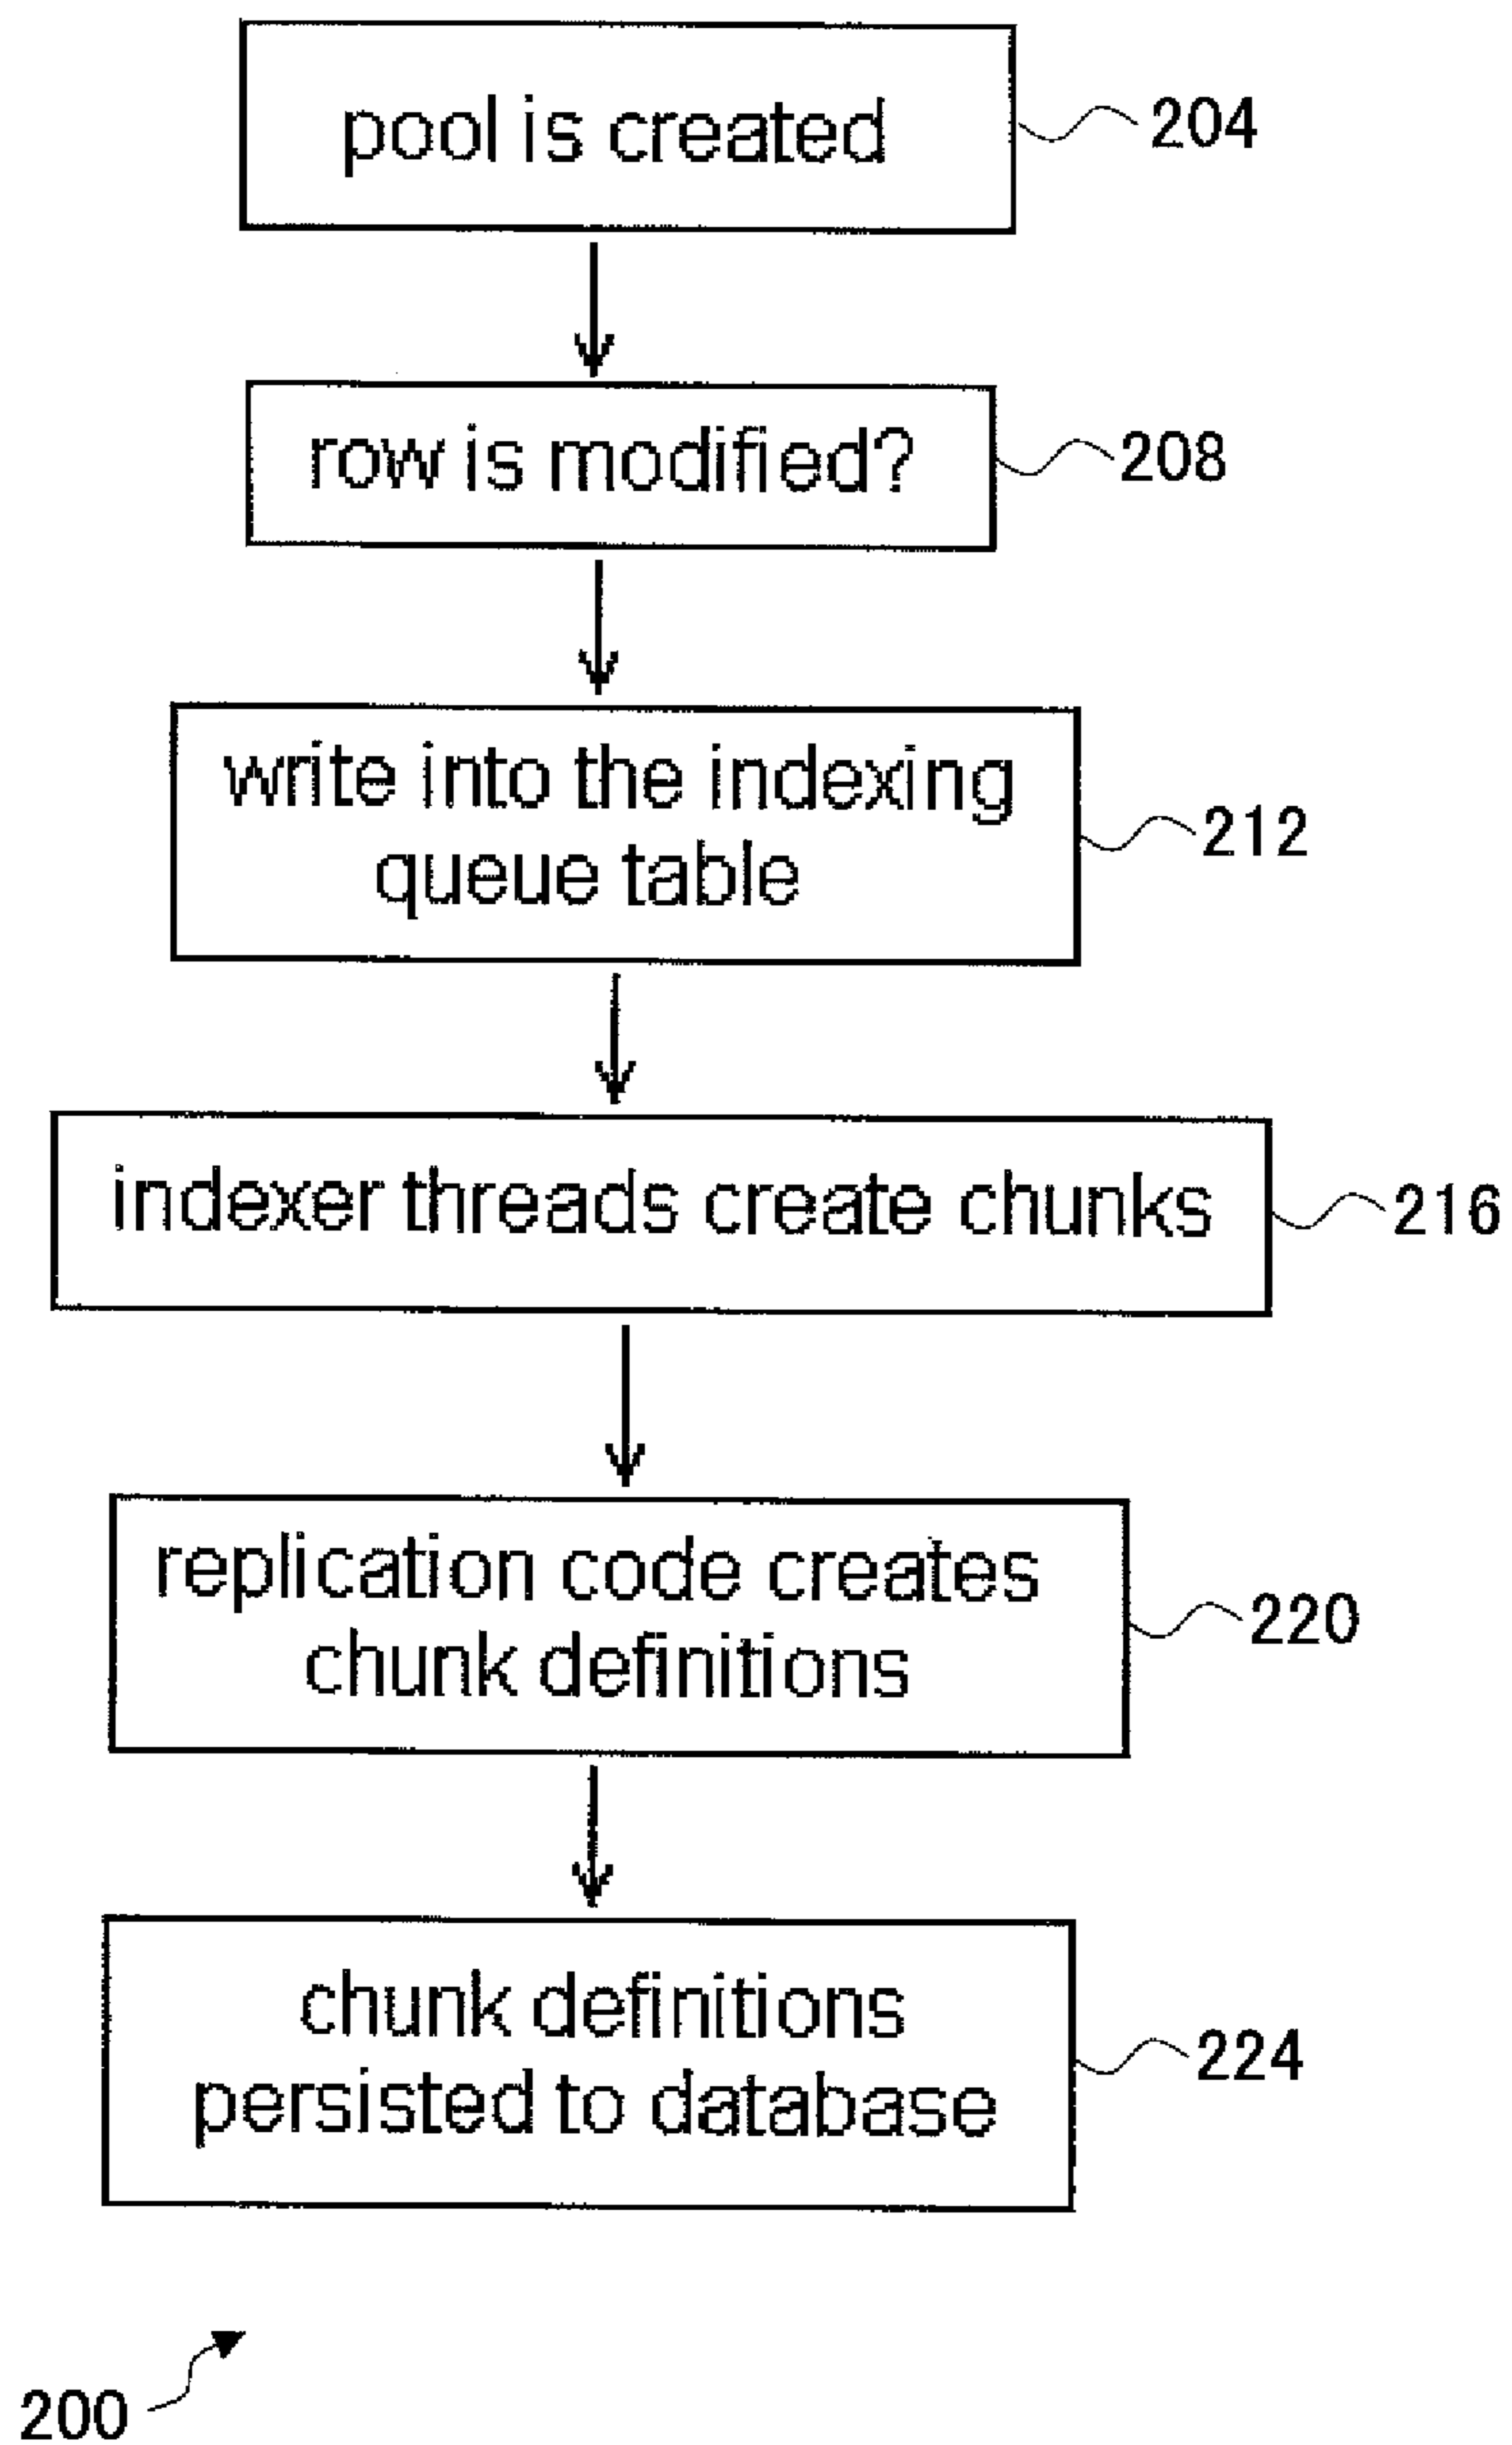 pool is created
204
row is modified?
208
write into the indexing
queue table
212
indexer threads create chunks
216
replication code creates
chunk definitions
220
chunk definitions
persisted to database
224
200